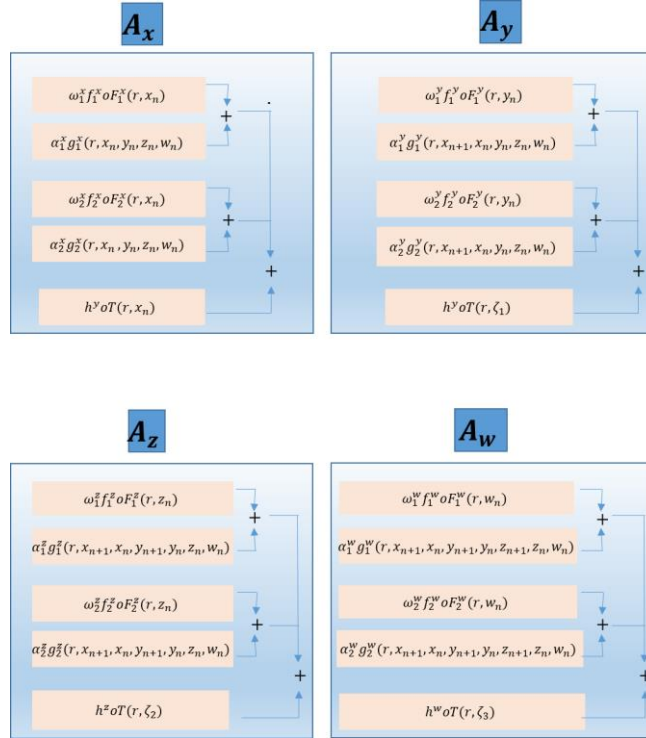 A_x
ω_1^x f_1^x oF_1^x(r, x_n)
+
α_1^x g_1^x(r, x_n, y_n, z_n, w_n)
ω_2^x f_2^x oF_2^x(r, x_n)
+
α_2^x g_2^x(r, x_n, y_n, z_n, w_n)
+
h^y oT(r, x_n)
A_y
ω_1^y f_1^y oF_1^y(r, y_n)
+
α_1^y g_1^y(r, x_{n+1}, x_n, y_n, z_n, w_n)
ω_2^y f_2^y oF_2^y(r, y_n)
+
α_2^y g_2^y(r, x_{n+1}, x_n, y_n, z_n, w_n)
+
h^y oT(r, ζ_1)
A_z
ω_1^z f_1^z oF_1^z(r, z_n)
+
α_1^z g_1^z(r, x_{n+1}, x_n, y_{n+1}, y_n, z_n, w_n)
ω_2^z f_2^z oF_2^z(r, z_n)
+
α_2^z g_2^z(r, x_{n+1}, x_n, y_{n+1}, y_n, z_n, w_n)
+
h^z oT(r, ζ_2)
A_w
ω_1^w f_1^w oF_1^w(r, w_n)
+
α_1^w g_1^w(r, x_{n+1}, x_n, y_{n+1}, y_n, z_{n+1}, z_n, w_n)
ω_2^w f_2^w oF_2^w(r, w_n)
+
α_2^w g_2^w(r, x_{n+1}, x_n, y_{n+1}, y_n, z_{n+1}, z_n, w_n)
+
h^w oT(r, ζ_3)